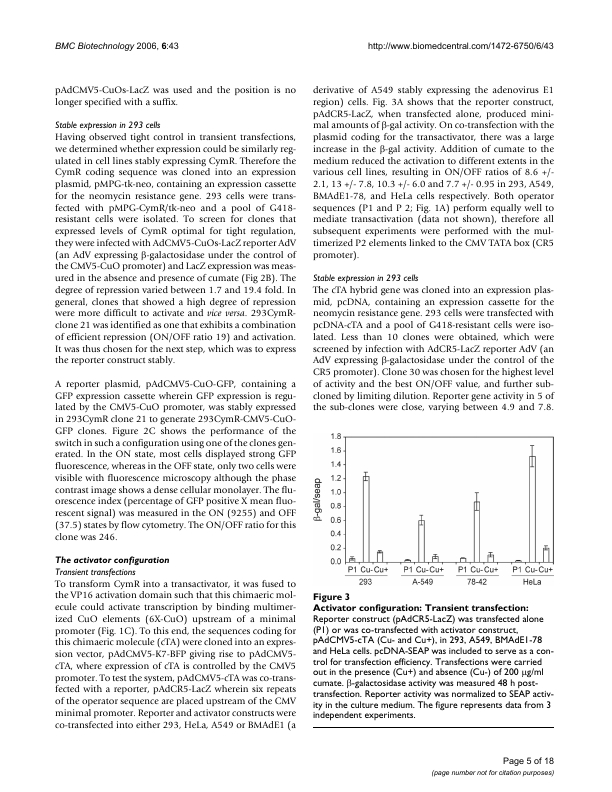 BMC Biotechnology 2006, 6:43
http://www.biomedcentral.com/1472-6750/6/43
pAdCMV5-CuOs-LacZ was used and the position is no
longer specified with a suffix.
Stable expression in 293 cells
Having observed tight control in transient transfections,
we determined whether expression could be similarly reg-
ulated in cell lines stably expressing CymR. Therefore the
CymR coding sequence was cloned into an expression
plasmid, pMPG-tk-neo, containing an expression cassette
for the neomycin resistance gene. 293 cells were trans-
fected with pMPG-CymR/tk-neo and a pool of G418-
resistant cells were isolated. To screen for clones that
expressed levels of CymR optimal for tight regulation,
they were infected with AdCMV5-CuOs-LacZ reporter AdV
(an AdV expressing β-galactosidase under the control of
the CMV5-CuO promoter) and LacZ expression was meas-
ured in the absence and presence of cumate (Fig 2B). The
degree of repression varied between 1.7 and 19.4 fold. In
general, clones that showed a high degree of repression
were more difficult to activate and vice versa. 293CymR-
clone 21 was identified as one that exhibits a combination
of efficient repression (ON/OFF ratio 19) and activation.
It was thus chosen for the next step, which was to express
the reporter construct stably.
A reporter plasmid, pAdCMV5-CuO-GFP, containing a
GFP expression cassette wherein GFP expression is regu-
lated by the CMV5-CuO promoter, was stably expressed
in 293CymR clone 21 to generate 293CymR-CMV5-CuO-
GFP clones. Figure 2C shows the performance of the
switch in such a configuration using one of the clones gen-
erated. In the ON state, most cells displayed strong GFP
fluorescence, whereas in the OFF state, only two cells were
visible with fluorescence microscopy although the phase
contrast image shows a dense cellular monolayer. The flu-
orescence index (percentage of GFP positive X mean fluo-
rescent signal) was measured in the ON (9255) and OFF
(37.5) states by flow cytometry. The ON/OFF ratio for this
clone was 246.
The activator configuration
Transient transfections
To transform CymR into a transactivator, it was fused to
the VP16 activation domain such that this chimaeric mol-
ecule could activate transcription by binding multimer-
ized CuO elements (6X-CuO) upstream of a minimal
promoter (Fig. 1C). To this end, the sequences coding for
this chimaeric molecule (cTA) were cloned into an expres-
sion vector, pAdCMV5-K7-BFP giving rise to pAdCMV5-
cTA, where expression of cTA is controlled by the CMV5
promoter. To test the system, pAdCMV5-cTA was co-trans-
fected with a reporter, pAdCR5-LacZ wherein six repeats
of the operator sequence are placed upstream of the CMV
minimal promoter. Reporter and activator constructs were
co-transfected into either 293, HeLa, A549 or BMAdE1 (a
derivative of A549 stably expressing the adenovirus E1
region) cells. Fig. 3A shows that the reporter construct,
pAdCR5-LacZ, when transfected alone, produced mini-
mal amounts of β-gal activity. On co-transfection with the
plasmid coding for the transactivator, there was a large
increase in the β-gal activity. Addition of cumate to the
medium reduced the activation to different extents in the
various cell lines, resulting in ON/OFF ratios of 8.6 +/-
2.1, 13 +/- 7.8, 10.3 +/- 6.0 and 7.7 +/- 0.95 in 293, A549,
BMAdE1-78, and HeLa cells respectively. Both operator
sequences (P1 and P 2; Fig. 1A) perform equally well to
mediate transactivation (data not shown), therefore all
subsequent experiments were performed with the mul-
timerized P2 elements linked to the CMV TATA box (CR5
promoter).
Stable expression in 293 cells
The cTA hybrid gene was cloned into an expression plas-
mid, pcDNA, containing an expression cassette for the
neomycin resistance gene. 293 cells were transfected with
pcDNA-cTA and a pool of G418-resistant cells were iso-
lated. Less than 10 clones were obtained, which were
screened by infection with AdCR5-LacZ reporter AdV (an
AdV expressing β-galactosidase under the control of the
CR5 promoter). Clone 30 was chosen for the highest level
of activity and the best ON/OFF value, and further sub-
cloned by limiting dilution. Reporter gene activity in 5 of
the sub-clones were close, varying between 4.9 and 7.8.
β-gal/seap
1.8
1.6
1.4
1.2
1.0
0.8
0.6
0.4
0.2
0.0
P1 Cu- Cu+ P1 Cu- Cu+ P1 Cu- Cu+ P1 Cu- Cu+
293 A-549 78-42 HeLa
Figure 3
Activator configuration: Transient transfection:
Reporter construct (pAdCR5-LacZ) was transfected alone
(P1) or was co-transfected with activator construct,
pAdCMV5-cTA (Cu- and Cu+), in 293, A549, BMAdE1-78
and HeLa cells. pcDNA-SEAP was included to serve as a con-
trol for transfection efficiency. Transfections were carried
out in the presence (Cu+) and absence (Cu-) of 200 μg/ml
cumate. β-galactosidase activity was measured 48 h post-
transfection. Reporter activity was normalized to SEAP activ-
ity in the culture medium. The figure represents data from 3
independent experiments.
Page 5 of 18
(page number not for citation purposes)